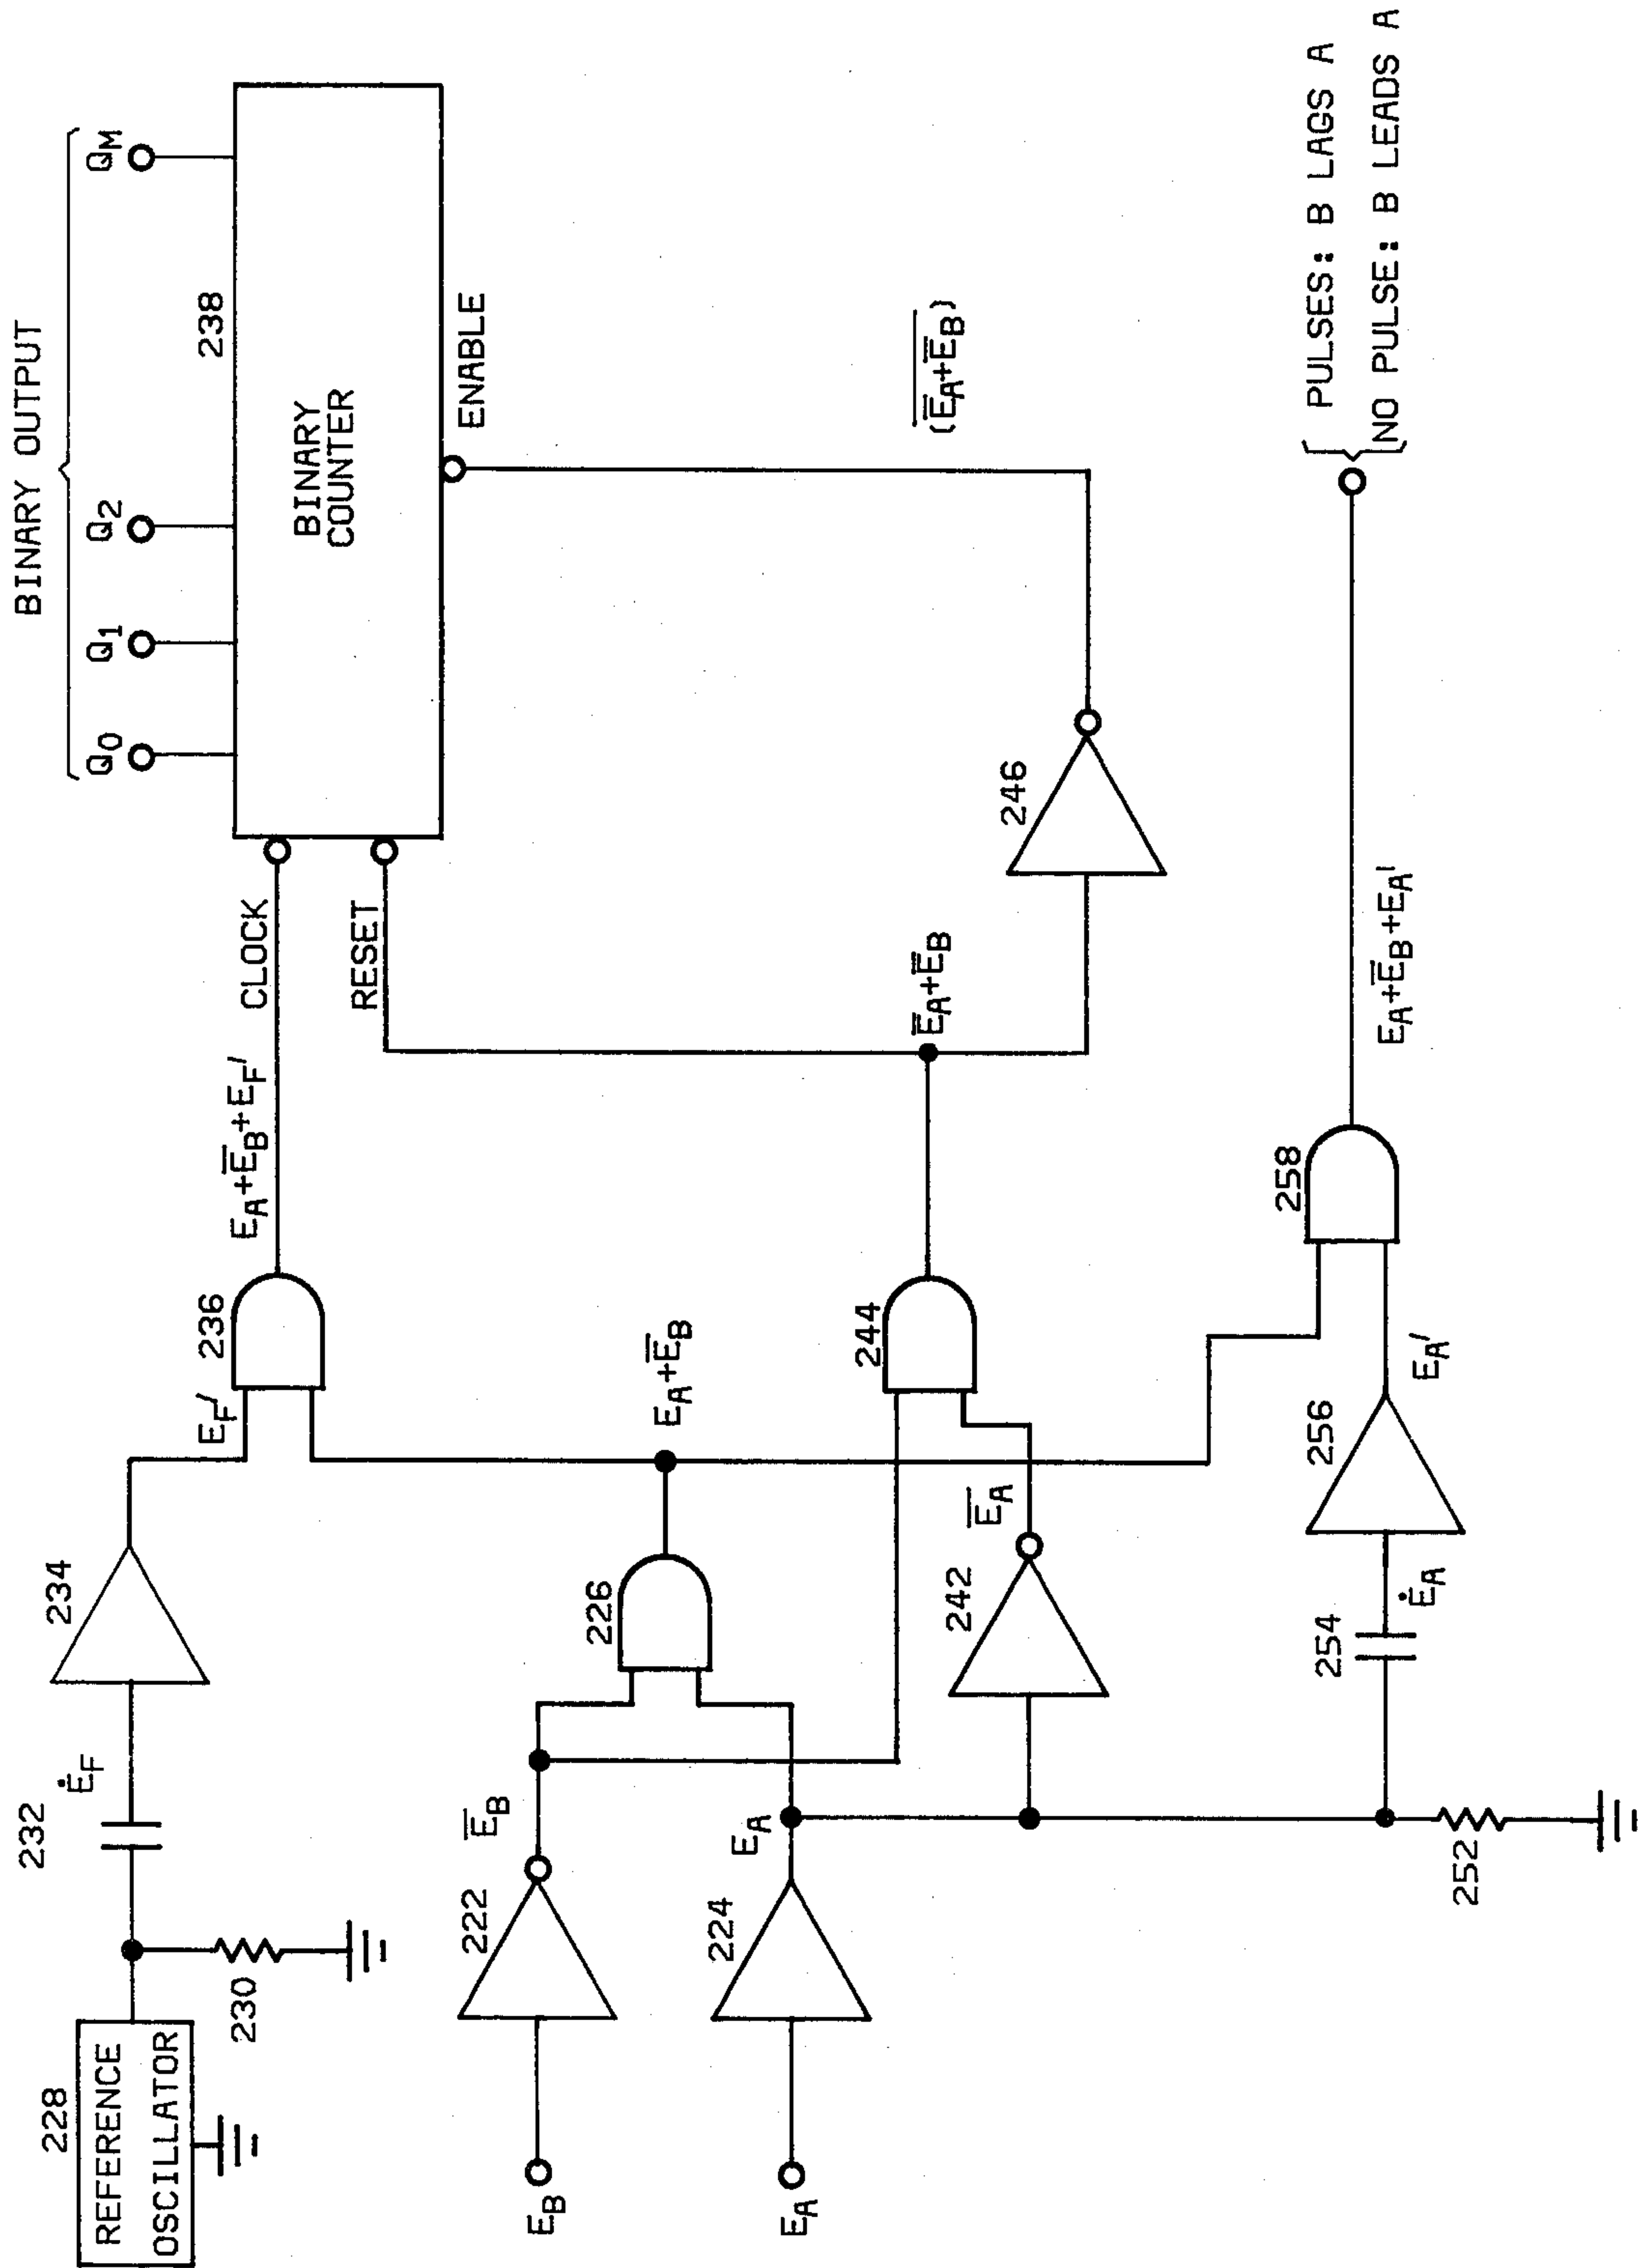 BINARY OUTPUT
Q0
Q1
Q2
QM
238
BINARY
COUNTER
CLOCK
RESET
ENABLE
228
REFERENCE
OSCILLATOR
230
232
ĖF
234
EF'
236
EA+E̅B+EF'
EB
222
E̅B
226
EA+E̅B
EA
224
EA
242
E̅A
244
E̅A+E̅B
246
(E̅A+E̅B)̅
252
254
ĖA
256
EA'
258
EA+E̅B+EA'
PULSES: B LAGS A
NO PULSE: B LEADS A